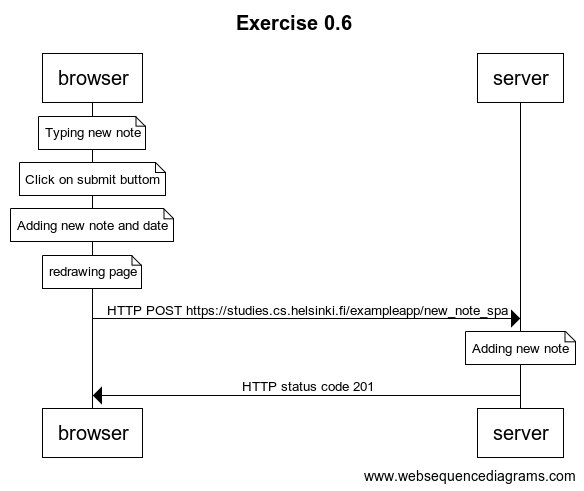 Exercise 0.6
browser server
Typing new note
Click on submit buttom
Adding new note and date
redrawing page
HTTP POST https://studies.cs.helsinki.fi/exampleapp/new_note_spa
Adding new note
HTTP status code 201
browser server
www.websequencediagrams.com